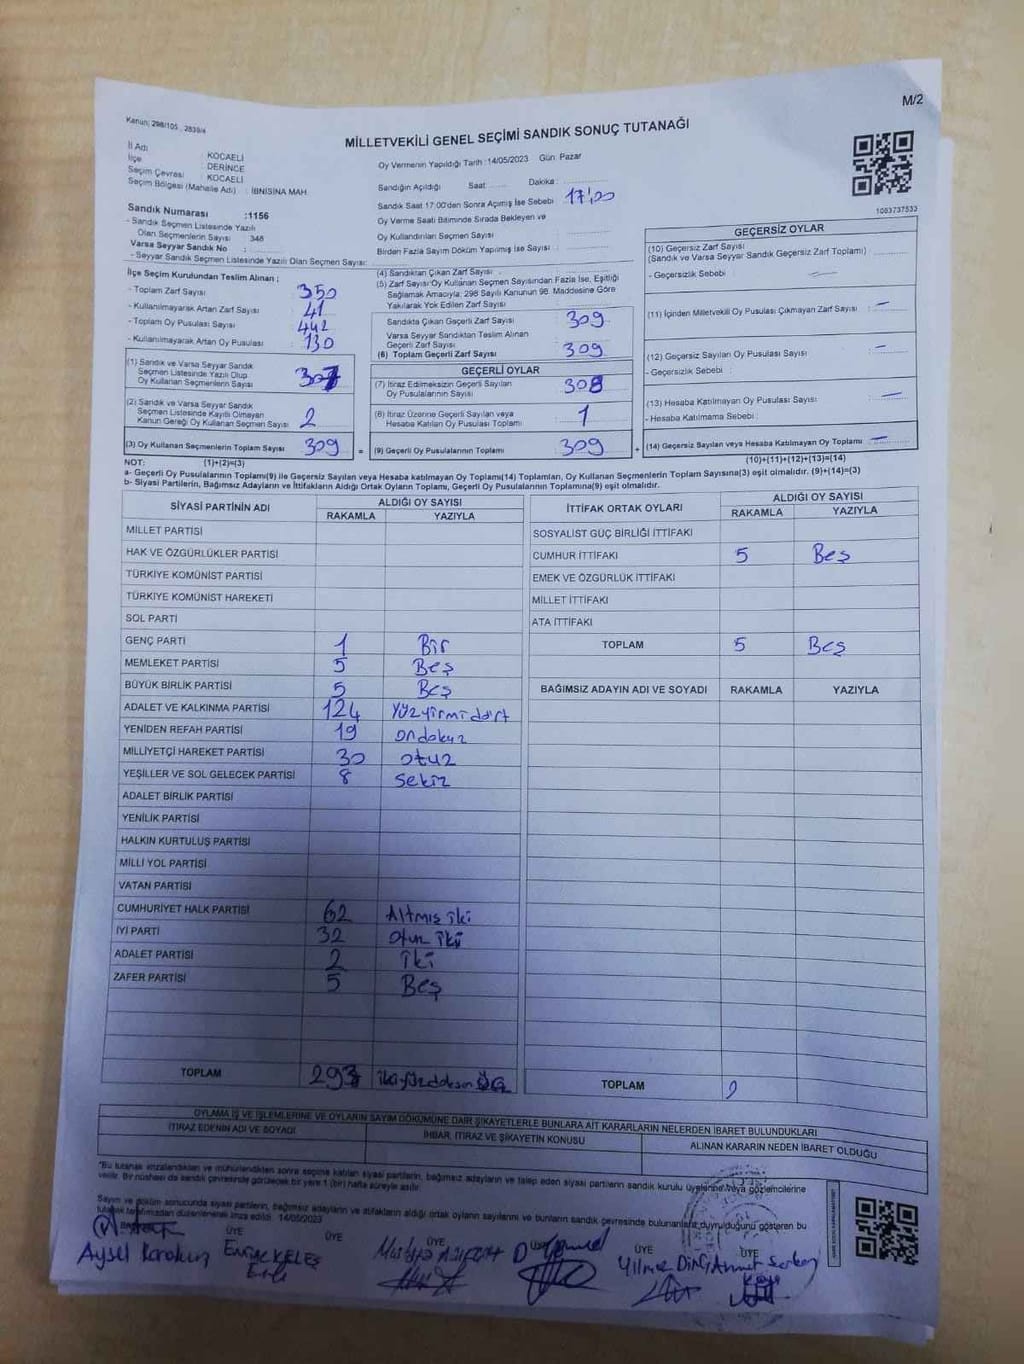 M/2
Kanun; 298/105 , 2839/4
MİLLETVEKİLİ GENEL SEÇİMİ SANDIK SONUÇ TUTANAĞI
İl Adı : KOCAELİ
İlçe : DERİNCE
Seçim Çevrasi : KOCAELİ
Seçim Bölgesi (Mahalle Adı) : İBNİSİNA MAH
Sandık Numarası :1156
- Sandık Seçmen Listesinde Yazılı
Olan Seçmenlerin Sayısı : 348
Varsa Seyyar Sandık No :
- Seyyar Sandık Seçmen Listesinde Yazılı Olan Seçmen Sayısı:
Oy Vermenin Yapıldığı Tarih :14/05/2023 Gün: Pazar
Sandığın Açıldığı Saat:....... Dakika:
Sandık Saat 17:00'den Sonra Açımış İse Sebebi : 17:00
Oy Verme Saati Bitiminde Sırada Bekleyen ve
Oy Kullandırılan Seçmen Sayısı :
Birden Fazla Sayım Döküm Yapılmış İse Sayısı :
1083737533
İlçe Seçim Kurulundan Teslim Alınan ;
- Toplam Zarf Sayısı : 350
- Kullanılmayarak Artan Zarf Sayısı : 41
- Toplam Oy Pusulası Sayısı : 442
- Kullanılmayarak Artan Oy Pusulası : 130
(1) Sandık ve Varsa Seyyar Sandık
Seçmen Listesinde Yazılı Olup
Oy Kullanan Seçmenlerin Sayısı 307
(2) Sandık ve Varsa Seyyar Sandık
Seçmen Listesinde Kayıtlı Olmayan
Kanun Gereği Oy Kullanan Seçmen Sayısı 2
(3) Oy Kullanan Seçmenlerin Toplam Sayısı 309
(4) Sandıktan Çıkan Zarf Sayısı :
(5) Zarf Sayısı Oy Kullanan Seçmen Sayısından Fazla İse, Eşitliği
Sağlamak Amacıyla; 298 Sayılı Kanunun 98. Maddesine Göre
Yakılarak Yok Edilen Zarf Sayısı :
Sandıkta Çıkan Geçerli Zarf Sayısı : 309
Varsa Seyyar Sandıktan Teslim Alınan
Geçerli Zarf Sayısı :
(6) Toplam Geçerli Zarf Sayısı : 309
GEÇERLİ OYLAR
(7) İtiraz Edilmeksizin Geçerli Sayılan
Oy Pusulalarının Sayısı : 308
(8) İtiraz Üzerine Geçerli Sayılan veya
Hesaba Katılan Oy Pusulası Toplamı : 1
= (9) Geçerli Oy Pusulalarının Toplamı : 309
GEÇERSİZ OYLAR
(10) Geçersiz Zarf Sayısı
(Sandık ve Varsa Seyyar Sandık Geçersiz Zarf Toplamı)
- Geçersizlik Sebebi : —
(11) İçinden Milletvekili Oy Pusulası Çıkmayan Zarf Sayısı : —
(12) Geçersiz Sayılan Oy Pusulası Sayısı : —
- Geçersizlik Sebebi :
(13) Hesaba Katılmayan Oy Pusulası Sayısı : —
- Hesaba Katılmama Sebebi :
+ (14) Geçersiz Sayılan veya Hesaba Katılmayan Oy Toplamı : —
NOT: (1)+(2)=(3) (10)+(11)+(12)+(13)=(14)
a- Geçerli Oy Pusulalarının Toplamı(9) ile Geçersiz Sayılan veya Hesaba katılmayan Oy Toplamı(14) Toplamları, Oy Kullanan Seçmenlerin Toplam Sayısına(3) eşit olmalıdır. (9)+(14)=(3)
b- Siyasi Partilerin, Bağımsız Adayların ve İttifakların Aldığı Ortak Oyların Toplamı, Geçerli Oy Pusulalarının Toplamına(9) eşit olmalıdır.
SİYASİ PARTİNİN ADI ALDIĞI OY SAYISI
RAKAMLA YAZIYLA
MİLLET PARTİSİ
HAK VE ÖZGÜRLÜKLER PARTİSİ
TÜRKİYE KOMÜNİST PARTİSİ
TÜRKİYE KOMÜNİST HAREKETİ
SOL PARTİ
GENÇ PARTİ 1 Bir
MEMLEKET PARTİSİ 5 Beş
BÜYÜK BİRLİK PARTİSİ 5 Beş
ADALET VE KALKINMA PARTİSİ 124 Yüzyirmi dört
YENİDEN REFAH PARTİSİ 19 ondokuz
MİLLİYETÇİ HAREKET PARTİSİ 30 otuz
YEŞİLLER VE SOL GELECEK PARTİSİ 8 Sekiz
ADALET BİRLİK PARTİSİ
YENİLİK PARTİSİ
HALKIN KURTULUŞ PARTİSİ
MİLLİ YOL PARTİSİ
VATAN PARTİSİ
CUMHURİYET HALK PARTİSİ 62 Altmış iki
İYİ PARTİ 32 otuz iki
ADALET PARTİSİ 2 iki
ZAFER PARTİSİ 5 Beş
TOPLAM 293 ikiyüzdoksan üç
İTTİFAK ORTAK OYLARI ALDIĞI OY SAYISI
RAKAMLA YAZIYLA
SOSYALİST GÜÇ BİRLİĞİ İTTİFAKI
CUMHUR İTTİFAKI 5 Beş
EMEK VE ÖZGÜRLÜK İTTİFAKI
MİLLET İTTİFAKI
ATA İTTİFAKI
TOPLAM 5 Beş
BAĞIMSIZ ADAYIN ADI VE SOYADI RAKAMLA YAZIYLA
TOPLAM
OYLAMA İŞ VE İŞLEMLERİNE VE OYLARIN SAYIM DÖKÜMÜNE DAİR ŞİKAYETLERLE BUNLARA AİT KARARLARIN NELERDEN İBARET BULUNDUKLARI
İTİRAZ EDENİN ADI VE SOYADI İHBAR, İTİRAZ VE ŞİKAYETİN KONUSU ALINAN KARARIN NEDEN İBARET OLDUĞU
"Bu tutanak imzalandıktan ve mühürlendikten sonra seçime katılan siyasi partilerin, bağımsız adayların ve talep eden siyasi partilerin sandık kurulu üyelerine veya gözlemcilerine
verilir. Bir nüshası da sandık çevresinde görülecek bir yere 1 (bir) hafta süreyle asılır.
Sayım ve döküm sonucunda siyasi partilerin, bağımsız adayların ve ittifakların aldığı ortak oyların sayılarını ve bunların sandık çevresinde bulunanlara duyrulduğunu gösteren bu
tutanak tarafımızdan düzenlenerek imza edildi. 14/05/2023
ÜYE ÜYE ÜYE ÜYE ÜYE
Aysel Karakuş KELEŞ Mustafa Yılmaz DİNÇ Ahmet Serkan